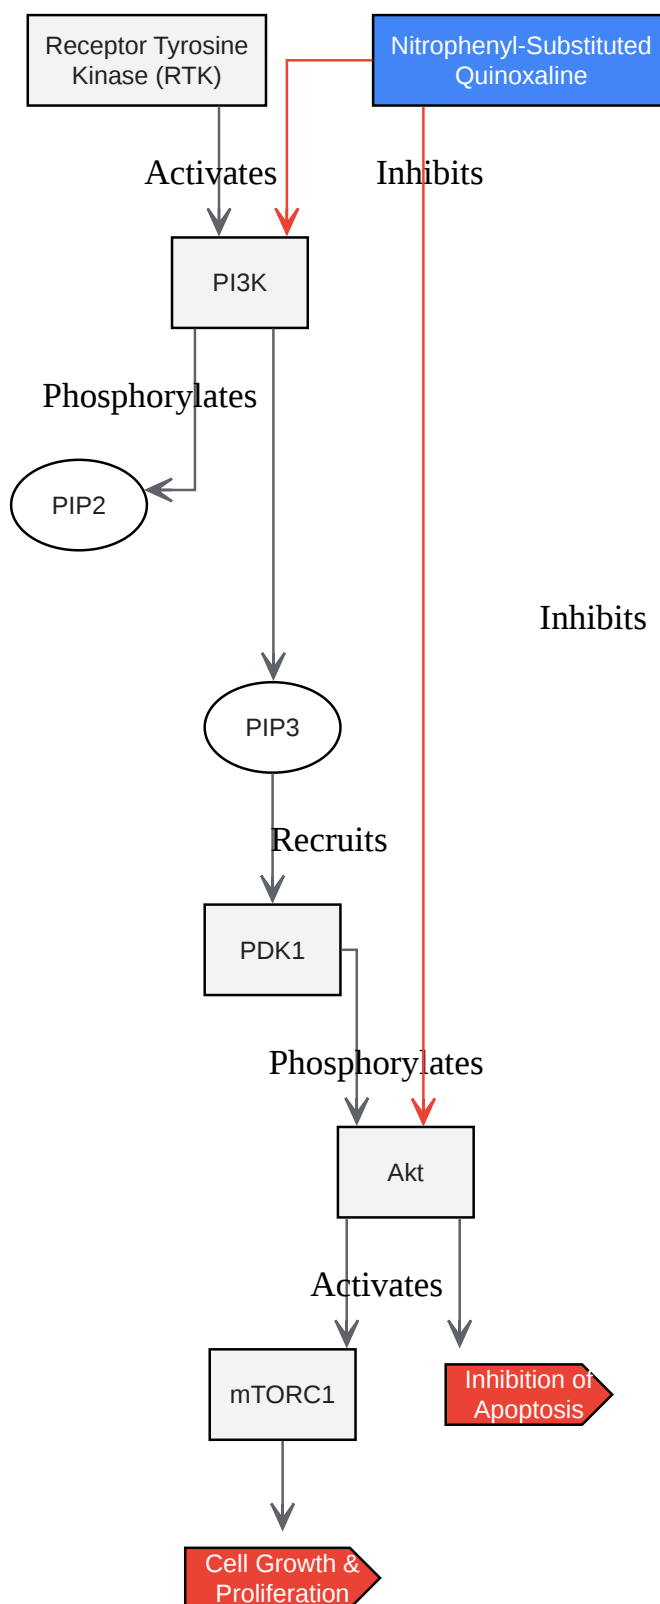 Receptor Tyrosine
Kinase (RTK)
Nitrophenyl-Substituted
Quinoxaline
Activates
Inhibits
PI3K
Phosphorylates
PIP2
Inhibits
PIP3
Recruits
PDK1
Phosphorylates
Akt
Activates
mTORC1
Inhibition of
Apoptosis
Cell Growth &
Proliferation